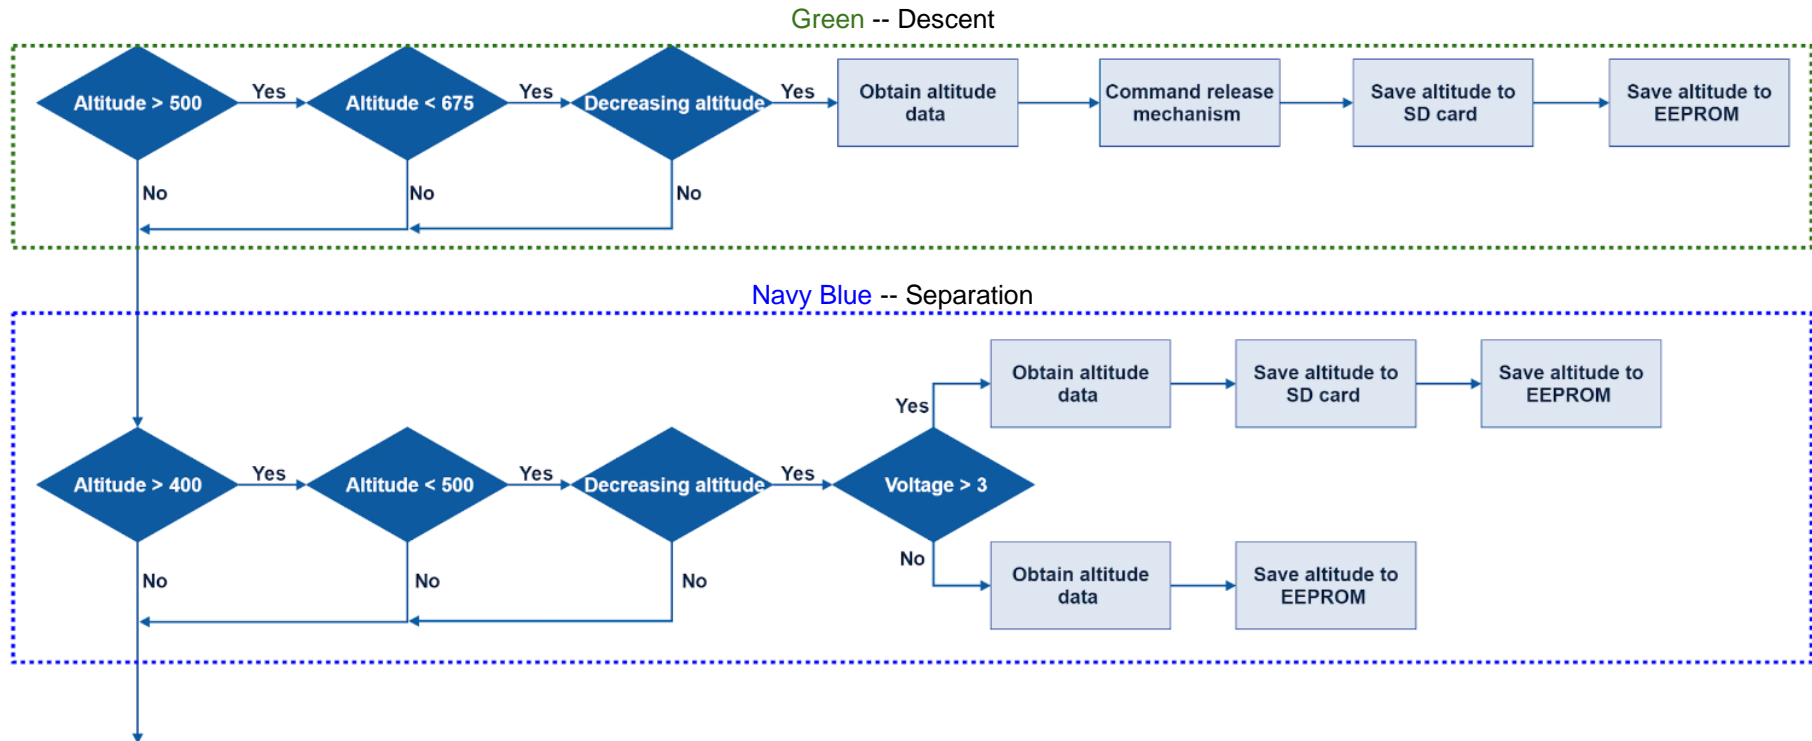 Green -- Descent
Altitude > 500
Yes
Altitude < 675
Yes
Decreasing altitude
Yes
Obtain altitude
data
Command release
mechanism
Save altitude to
SD card
Save altitude to
EEPROM
No
No
No
Navy Blue -- Separation
Altitude > 400
Yes
Altitude < 500
Yes
Decreasing altitude
Yes
Voltage > 3
Yes
Obtain altitude
data
Save altitude to
SD card
Save altitude to
EEPROM
No
Obtain altitude
data
Save altitude to
EEPROM
No
No
No